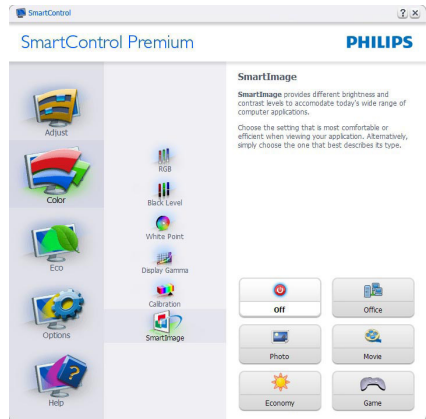 SmartControl
SmartControl Premium
PHILIPS
Adjust
Color
Eco
Options
Help
RGB
Black Level
White Point
Display Gamma
Calibration
SmartImage
SmartImage
SmartImage provides different brightness and
contrast levels to accomodate today's wide range of
computer applications.
Choose the setting that is most comfortable or
efficient when viewing your application. Alternatively,
simply choose the one that best describes its type.
Off
Office
Photo
Movie
Economy
Game